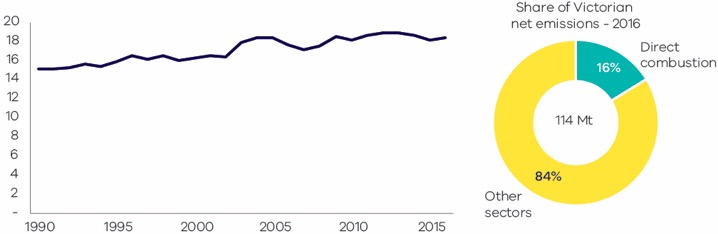 20
18
16
14
12
10
8
6
4
2
-
1990
1995
2000
2005
2010
2015
Share of Victorian
net emissions - 2016
Direct
combustion
16%
114 Mt
84%
Other
sectors